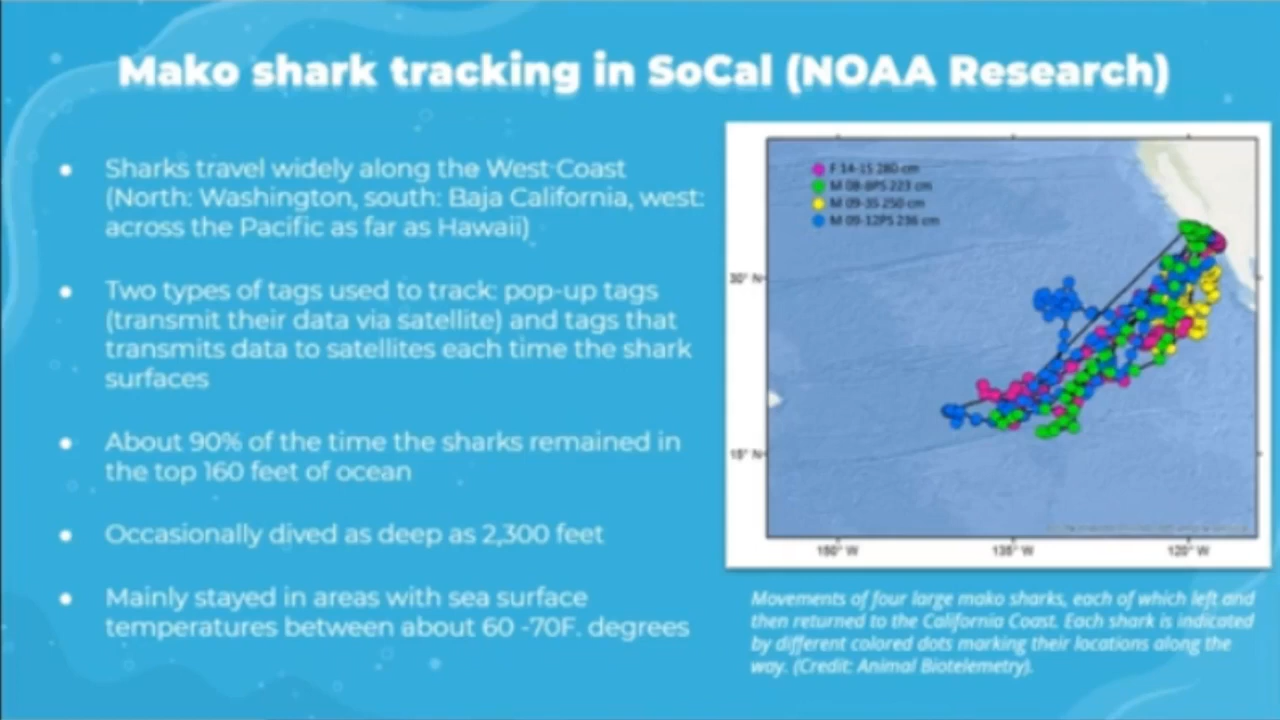 Mako shark tracking in SoCal (NOAA Research)
• Sharks travel widely along the West Coast
(North: Washington, south: Baja California, west:
across the Pacific as far as Hawaii)
• Two types of tags used to track: pop-up tags
(transmit their data via satellite) and tags that
transmits data to satellites each time the shark
surfaces
• About 90% of the time the sharks remained in
the top 160 feet of ocean
• Occasionally dived as deep as 2,300 feet
• Mainly stayed in areas with sea surface
temperatures between about 60 -70F. degrees
F 14-1S 280 cm
M 08-8PS 223 cm
M 09-3S 250 cm
M 09-12PS 236 cm
30° N
15° N
150° W
135° W
120° W
Movements of four large mako sharks, each of which left and
then returned to the California Coast. Each shark is indicated
by different colored dots marking their locations along the
way. (Credit: Animal Biotelemetry).